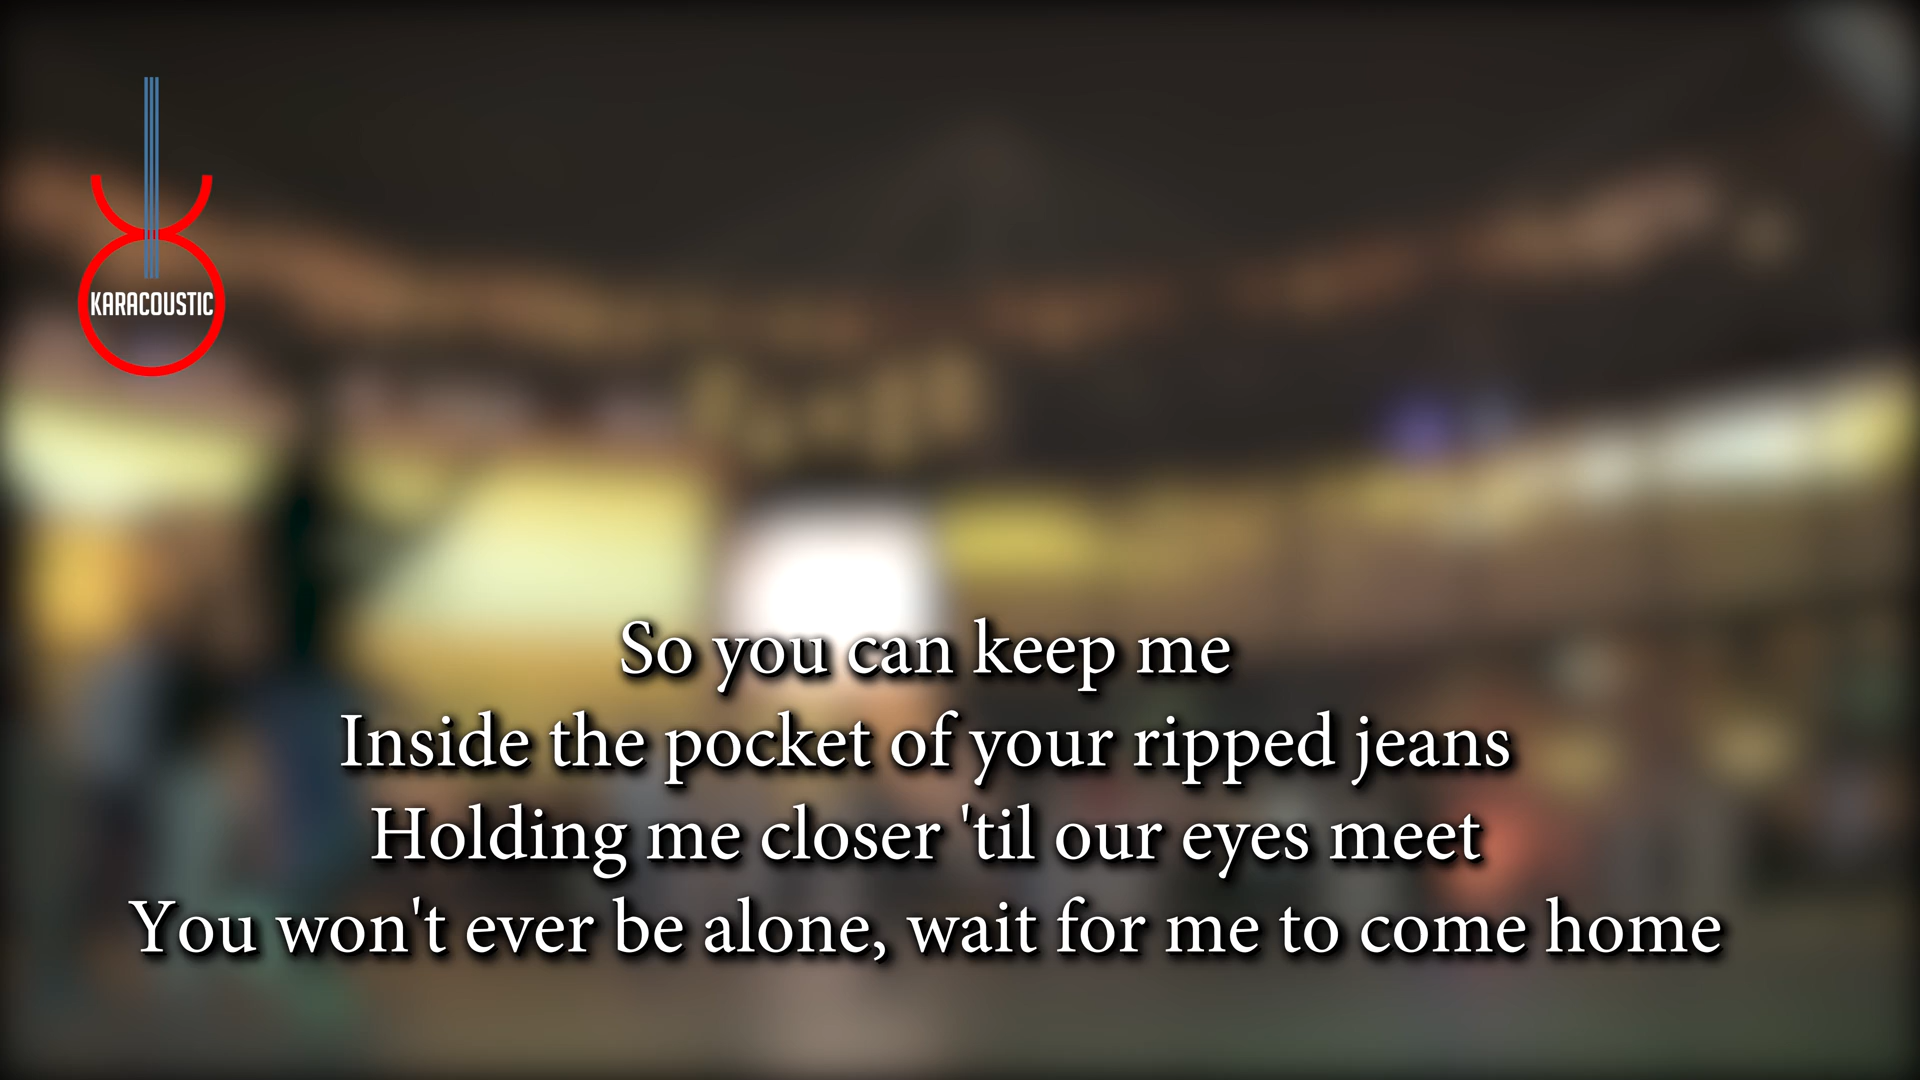 KARACOUSTIC
So you can keep me
Inside the pocket of your ripped jeans
Holding me closer 'til our eyes meet
You won't ever be alone, wait for me to come home